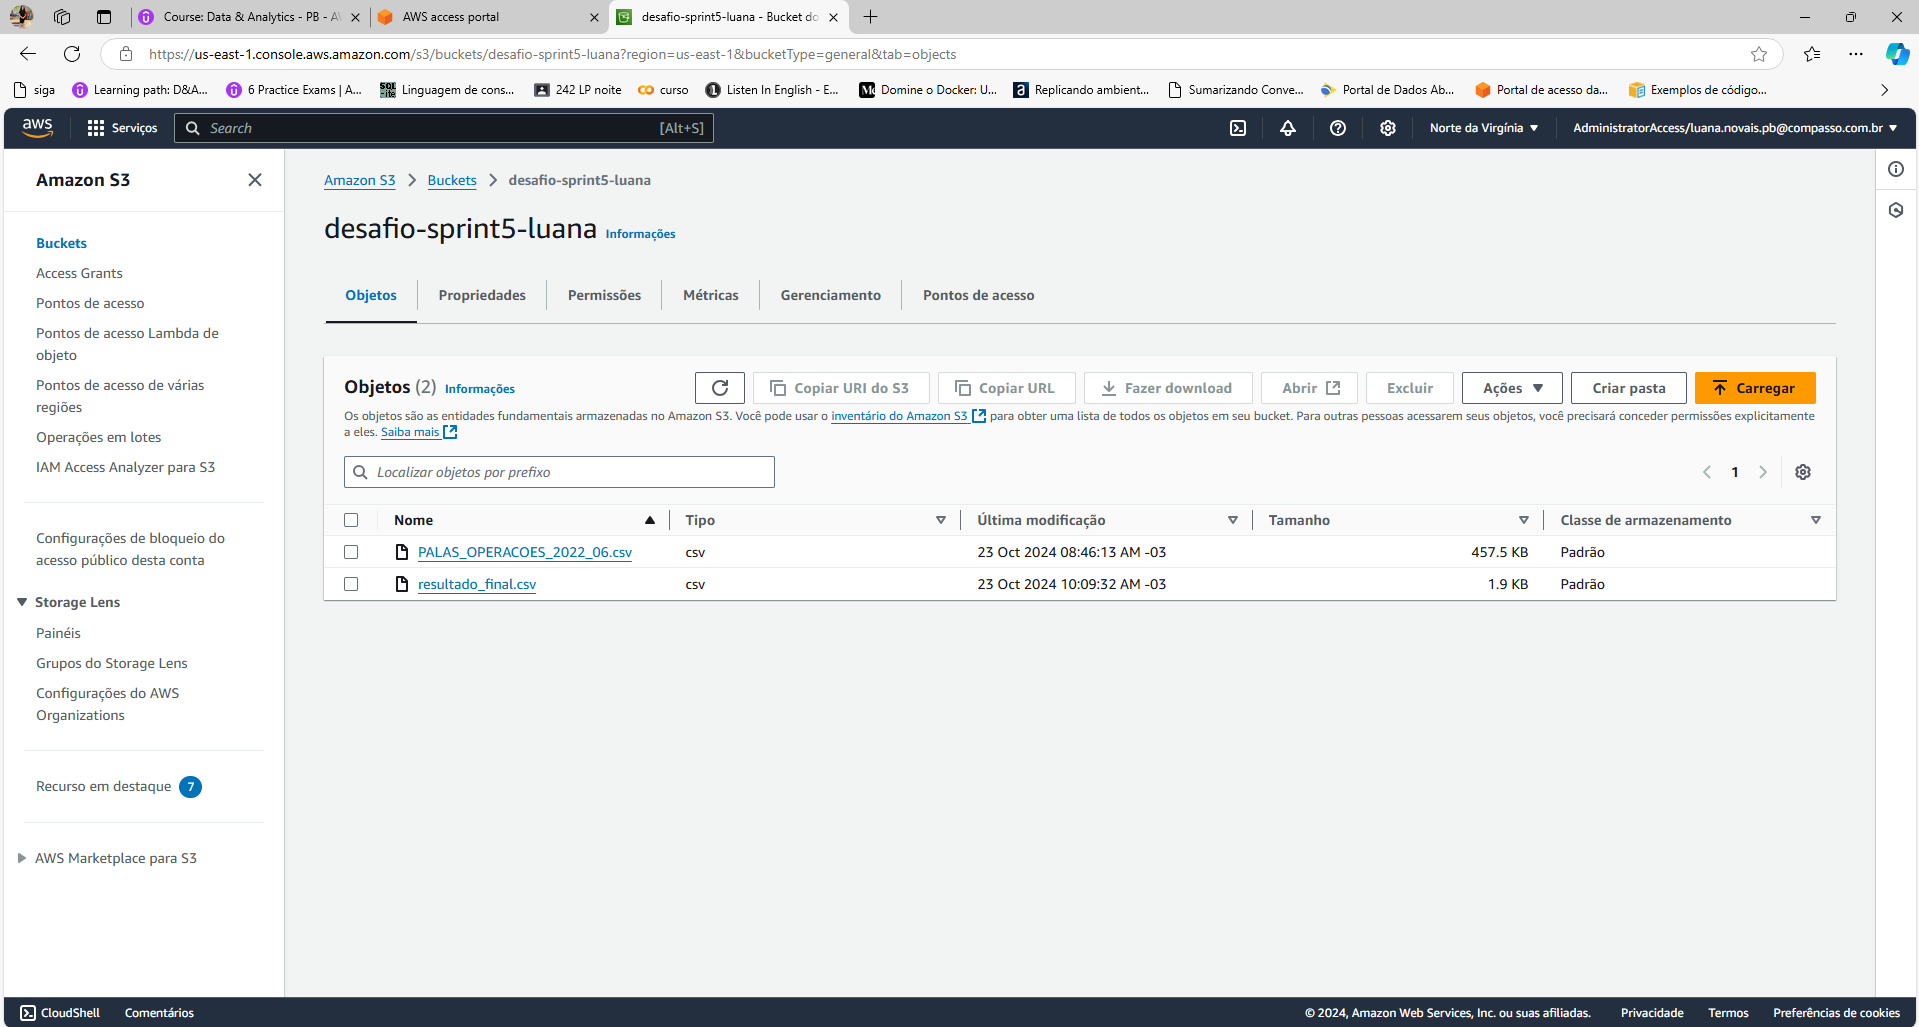 Course: Data & Analytics - PB - A
AWS access portal
desafio-sprint5-luana - Bucket do
https://us-east-1.console.aws.amazon.com/s3/buckets/desafio-sprint5-luana?region=us-east-1&bucketType=general&tab=objects
siga
Learning path: D&A...
6 Practice Exams | A...
Linguagem de cons...
242 LP noite
curso
Listen In English - E...
Domine o Docker: U...
Replicando ambient...
Sumarizando Conve...
Portal de Dados Ab...
Portal de acesso da...
Exemplos de código...
aws
Serviços
Search
[Alt+S]
Norte da Virgínia
AdministratorAccess/luana.novais.pb@compasso.com.br
Amazon S3
Buckets
Access Grants
Pontos de acesso
Pontos de acesso Lambda de
objeto
Pontos de acesso de várias
regiões
Operações em lotes
IAM Access Analyzer para S3
Configurações de bloqueio do
acesso público desta conta
Storage Lens
Painéis
Grupos do Storage Lens
Configurações do AWS
Organizations
Recurso em destaque 7
AWS Marketplace para S3
Amazon S3 > Buckets > desafio-sprint5-luana
desafio-sprint5-luana Informações
Objetos
Propriedades
Permissões
Métricas
Gerenciamento
Pontos de acesso
Objetos (2) Informações
Copiar URI do S3
Copiar URL
Fazer download
Abrir
Excluir
Ações
Criar pasta
Carregar
Os objetos são as entidades fundamentais armazenadas no Amazon S3. Você pode usar o inventário do Amazon S3 para obter uma lista de todos os objetos em seu bucket. Para outras pessoas acessarem seus objetos, você precisará conceder permissões explicitamente
a eles. Saiba mais
Localizar objetos por prefixo
1
Nome Tipo Última modificação Tamanho Classe de armazenamento
PALAS_OPERACOES_2022_06.csv csv 23 Oct 2024 08:46:13 AM -03 457.5 KB Padrão
resultado_final.csv csv 23 Oct 2024 10:09:32 AM -03 1.9 KB Padrão
CloudShell
Comentários
© 2024, Amazon Web Services, Inc. ou suas afiliadas.
Privacidade
Termos
Preferências de cookies